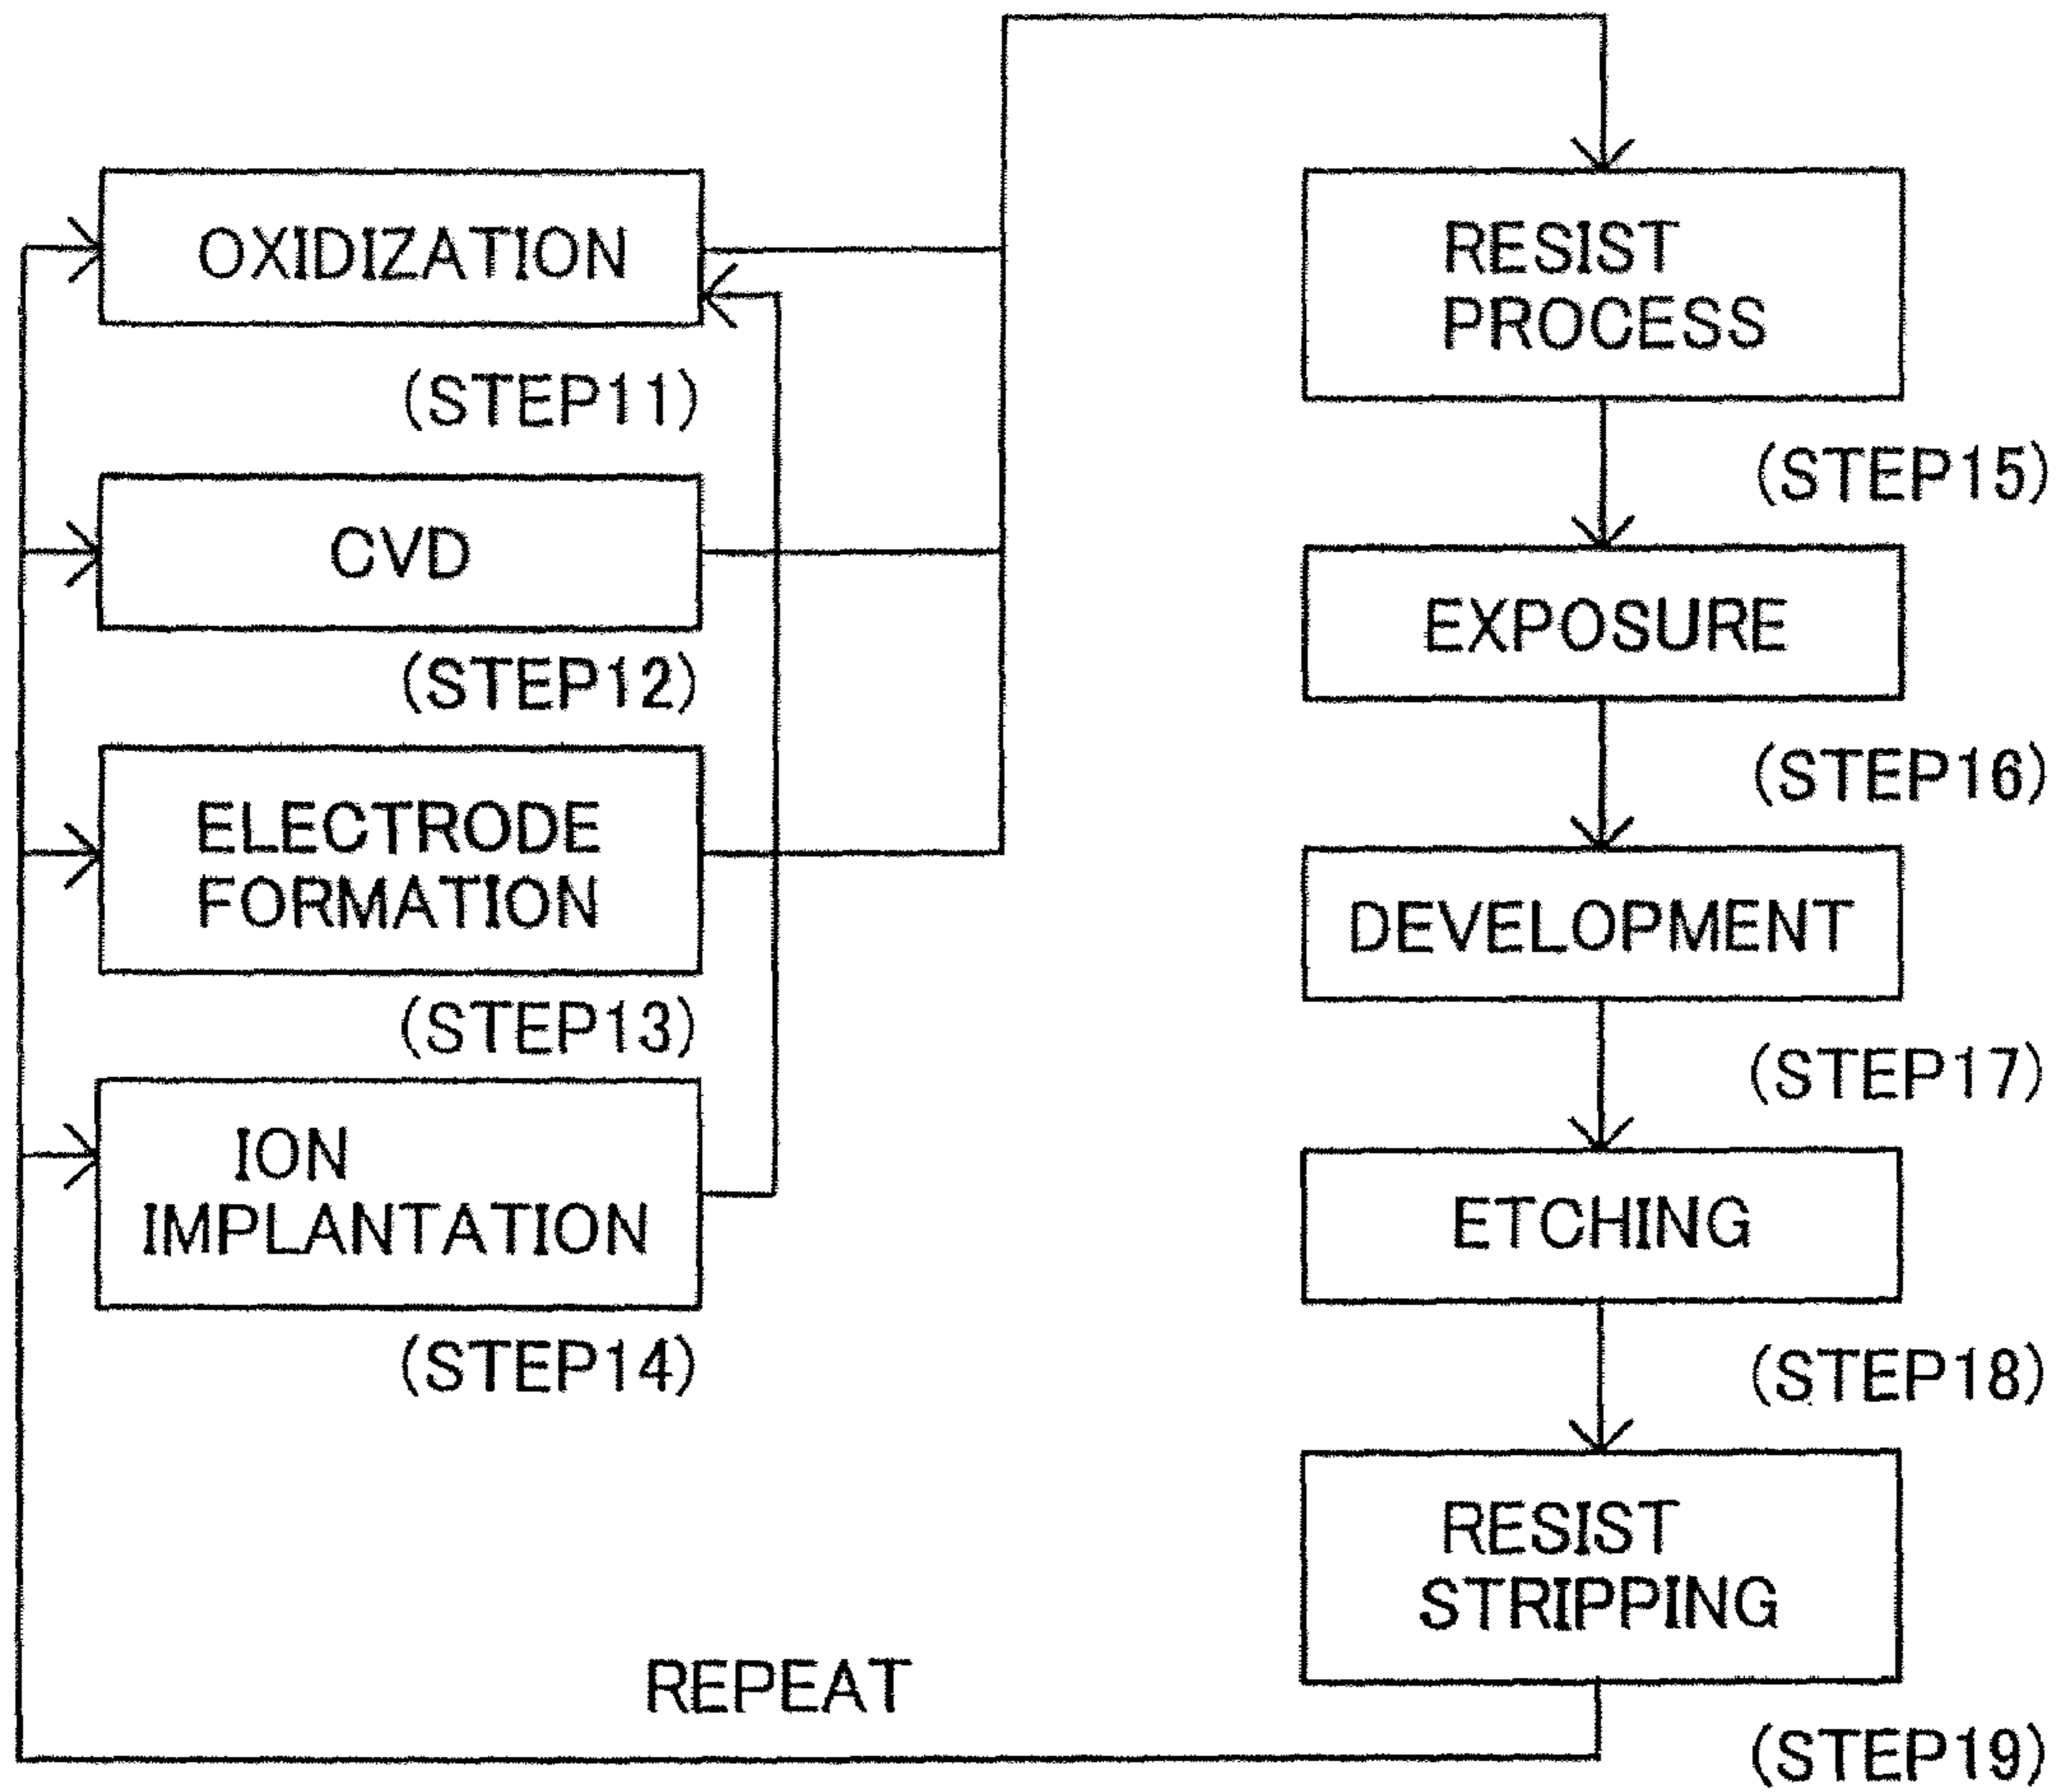 OXIDIZATION
(STEP11)
CVD
(STEP12)
ELECTRODE
FORMATION
(STEP13)
ION
IMPLANTATION
(STEP14)
RESIST
PROCESS
(STEP15)
EXPOSURE
(STEP16)
DEVELOPMENT
(STEP17)
ETCHING
(STEP18)
RESIST
STRIPPING
(STEP19)
REPEAT